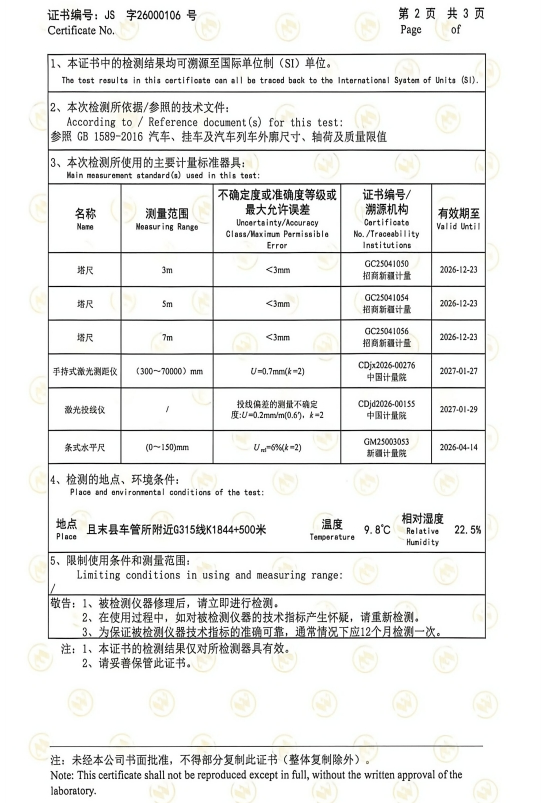 证书编号：JS 字26000106 号
第 2 页 共 3 页
Certificate No.
Page of
1、本证书中的检测结果均可溯源至国际单位制（SI）单位。
The test results in this certificate can all be traced back to the International System of Units (SI).
2、本次检测所依据/参照的技术文件：
According to / Reference document(s) for this test:
参照 GB 1589-2016 汽车、挂车及汽车列车外廓尺寸、轴荷及质量限值
3、本次检测所使用的主要计量标准器具：
Main measurement standard(s) used in this test:
名称
Name
测量范围
Measuring Range
不确定度或准确度等级或
最大允许误差
Uncertainty/Accuracy
Class/Maximum Permissible
Error
证书编号/
溯源机构
Certificate
No./Traceability
Institutions
有效期至
Valid Until
塔尺 3m <3mm GC25041050 招商新疆计量 2026-12-23
塔尺 5m <3mm GC25041054 招商新疆计量 2026-12-23
塔尺 7m <3mm GC25041056 招商新疆计量 2026-12-23
手持式激光测距仪 （300～70000）mm U=0.7mm(k=2) CDjx2026-00276 中国计量院 2027-01-27
激光投线仪 / 投线偏差的测量不确定度:U=0.2mm/m(0.6′)，k=2 CDjd2026-00155 中国计量院 2027-01-29
条式水平尺 (0～150)mm Urel=6%(k=2) GM25003053 新疆计量院 2026-04-14
4、检测的地点、环境条件：
Place and environmental conditions of the test:
地点 且末县车管所附近G315线K1844+500米 温度 9.8℃ 相对湿度 22.5%
Place Temperature Relative Humidity
5、限制使用条件和测量范围：
Limiting conditions in using and measuring range:
/
敬告：1、被检测仪器修理后，请立即进行检测。
2、在使用过程中，如对被检测仪器的技术指标产生怀疑，请重新检测。
3、为保证被检测仪器技术指标的准确可靠，通常情况下应12个月检测一次。
注：1、本证书的检测结果仅对所检测器具有效。
2、请妥善保管此证书。
注：未经本公司书面批准，不得部分复制此证书（整体复制除外）。
Note: This certificate shall not be reproduced except in full, without the written approval of the
laboratory.